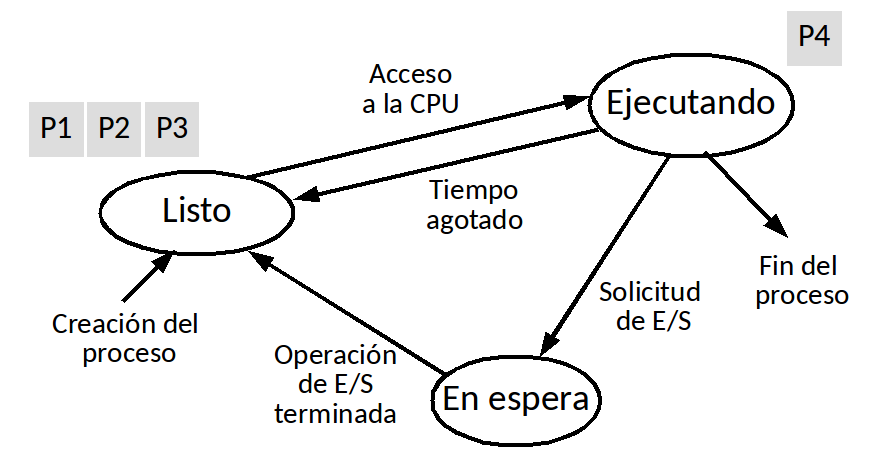 P4
Acceso
a la CPU
Ejecutando
P1 P2 P3
Listo
Tiempo
agotado
Fin del
proceso
Solicitud
de E/S
Creación del
proceso
Operación
de E/S
terminada
En espera